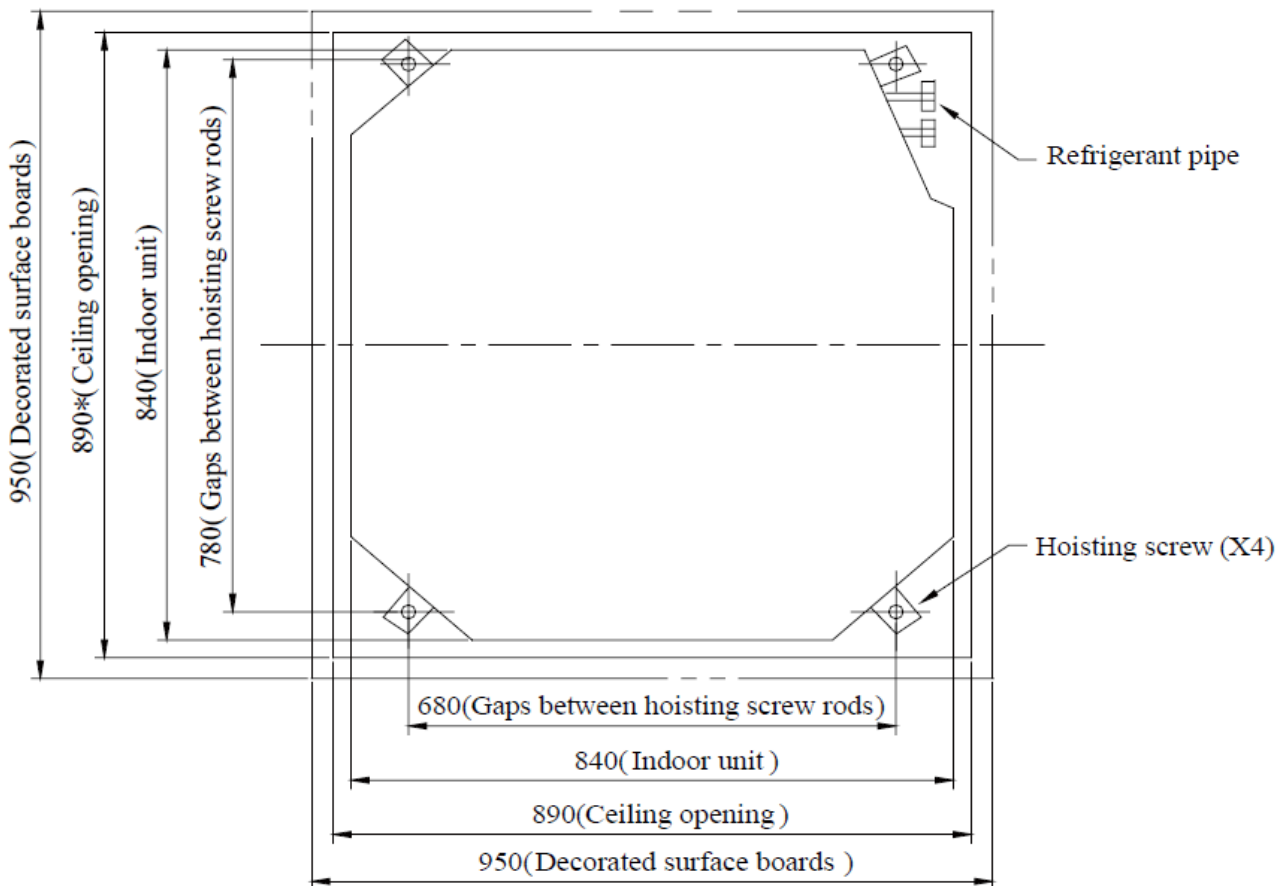 950(Decorated surface boards)
890*(Ceiling opening)
840(Indoor unit)
780(Gaps between hoisting screw rods)
Refrigerant pipe
Hoisting screw (X4)
680(Gaps between hoisting screw rods)
840(Indoor unit)
890(Ceiling opening)
950(Decorated surface boards )